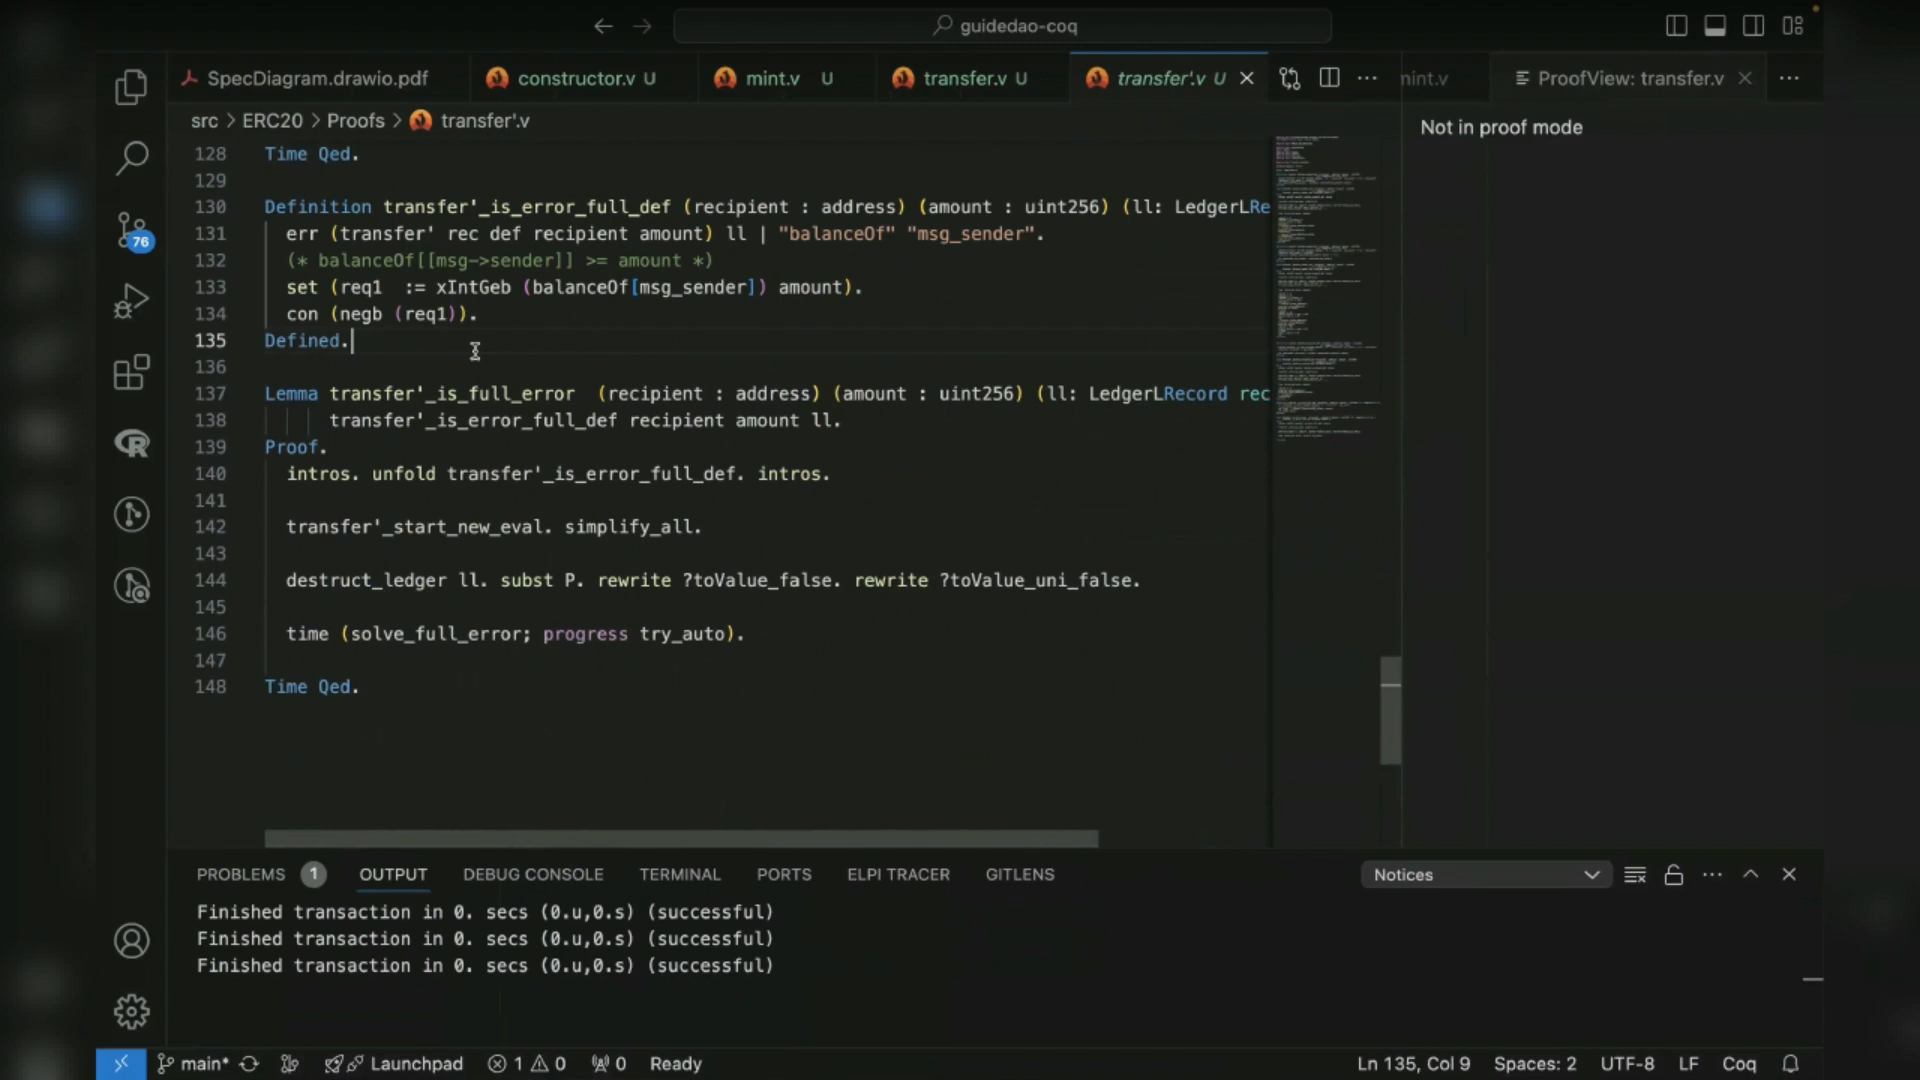 guidedao-coq
SpecDiagram.drawio.pdf
constructor.v U
mint.v U
transfer.v U
transfer'.v U
mint.v
ProofView: transfer.v
src > ERC20 > Proofs > transfer'.v
Not in proof mode
128 Time Qed.
129
130 Definition transfer'_is_error_full_def (recipient : address) (amount : uint256) (ll: LedgerLRe
131 err (transfer' rec def recipient amount) ll | "balanceOf" "msg_sender".
132 (* balanceOf[[msg->sender]] >= amount *)
133 set (req1 := xIntGeb (balanceOf[msg_sender]) amount).
134 con (negb (req1)).
135 Defined.
136
137 Lemma transfer'_is_full_error (recipient : address) (amount : uint256) (ll: LedgerLRecord rec
138 transfer'_is_error_full_def recipient amount ll.
139 Proof.
140 intros. unfold transfer'_is_error_full_def. intros.
141
142 transfer'_start_new_eval. simplify_all.
143
144 destruct_ledger ll. subst P. rewrite ?toValue_false. rewrite ?toValue_uni_false.
145
146 time (solve_full_error; progress try_auto).
147
148 Time Qed.
76
PROBLEMS 1 OUTPUT DEBUG CONSOLE TERMINAL PORTS ELPI TRACER GITLENS
Notices
Finished transaction in 0. secs (0.u,0.s) (successful)
Finished transaction in 0. secs (0.u,0.s) (successful)
Finished transaction in 0. secs (0.u,0.s) (successful)
main* Launchpad 1 0 0 Ready
Ln 135, Col 9 Spaces: 2 UTF-8 LF Coq